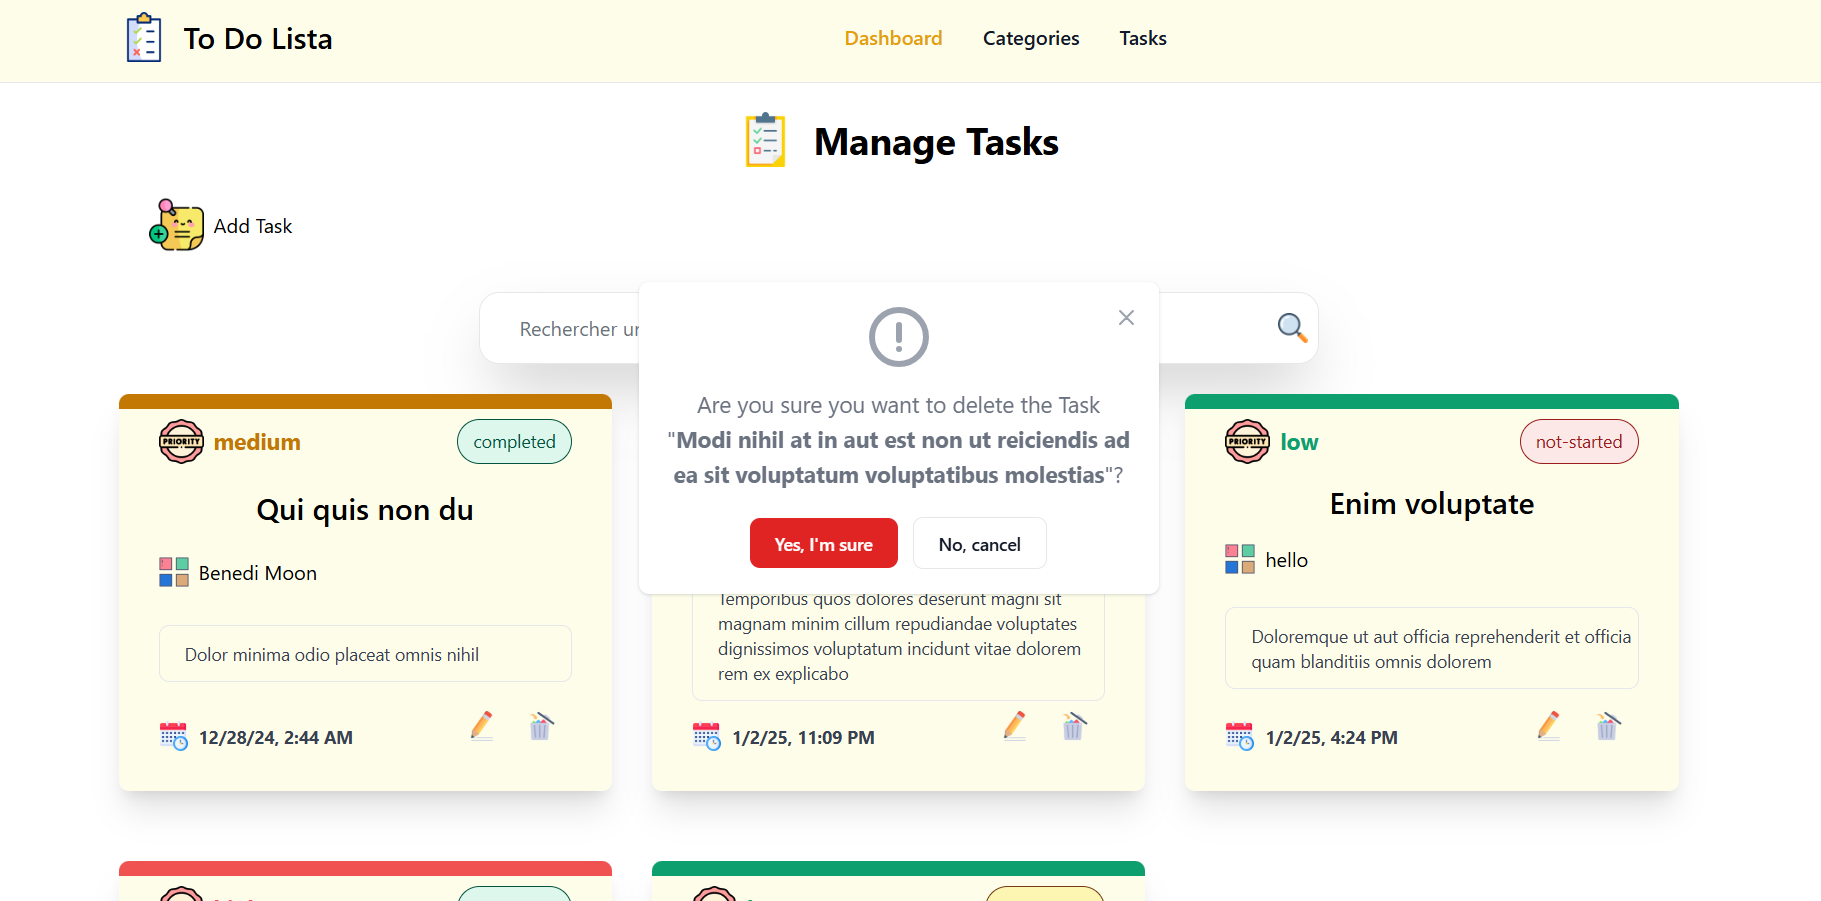 To Do Lista
Dashboard
Categories
Tasks
Manage Tasks
Add Task
Rechercher
Are you sure you want to delete the Task
"Modi nihil at in aut est non ut reiciendis ad
ea sit voluptatum voluptatibus molestias"?
Yes, I'm sure
No, cancel
PRIORITY
medium
completed
Qui quis non du
Benedi Moon
Dolor minima odio placeat omnis nihil
12/28/24, 2:44 AM
Temporibus quos dolores deserunt magni sit
magnam minim cillum repudiandae voluptates
dignissimos voluptatum incidunt vitae dolorem
rem ex explicabo
1/2/25, 11:09 PM
PRIORITY
low
not-started
Enim voluptate
hello
Doloremque ut aut officia reprehenderit et officia
quam blanditiis omnis dolorem
1/2/25, 4:24 PM